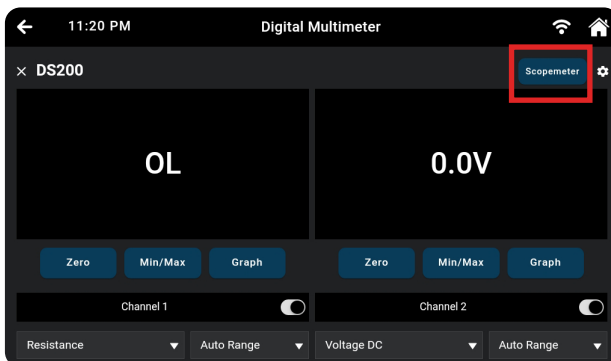 11:20 PM Digital Multimeter
× DS200 Scopemeter
OL 0.0V
Zero Min/Max Graph Zero Min/Max Graph
Channel 1 Channel 2
Resistance Auto Range Voltage DC Auto Range